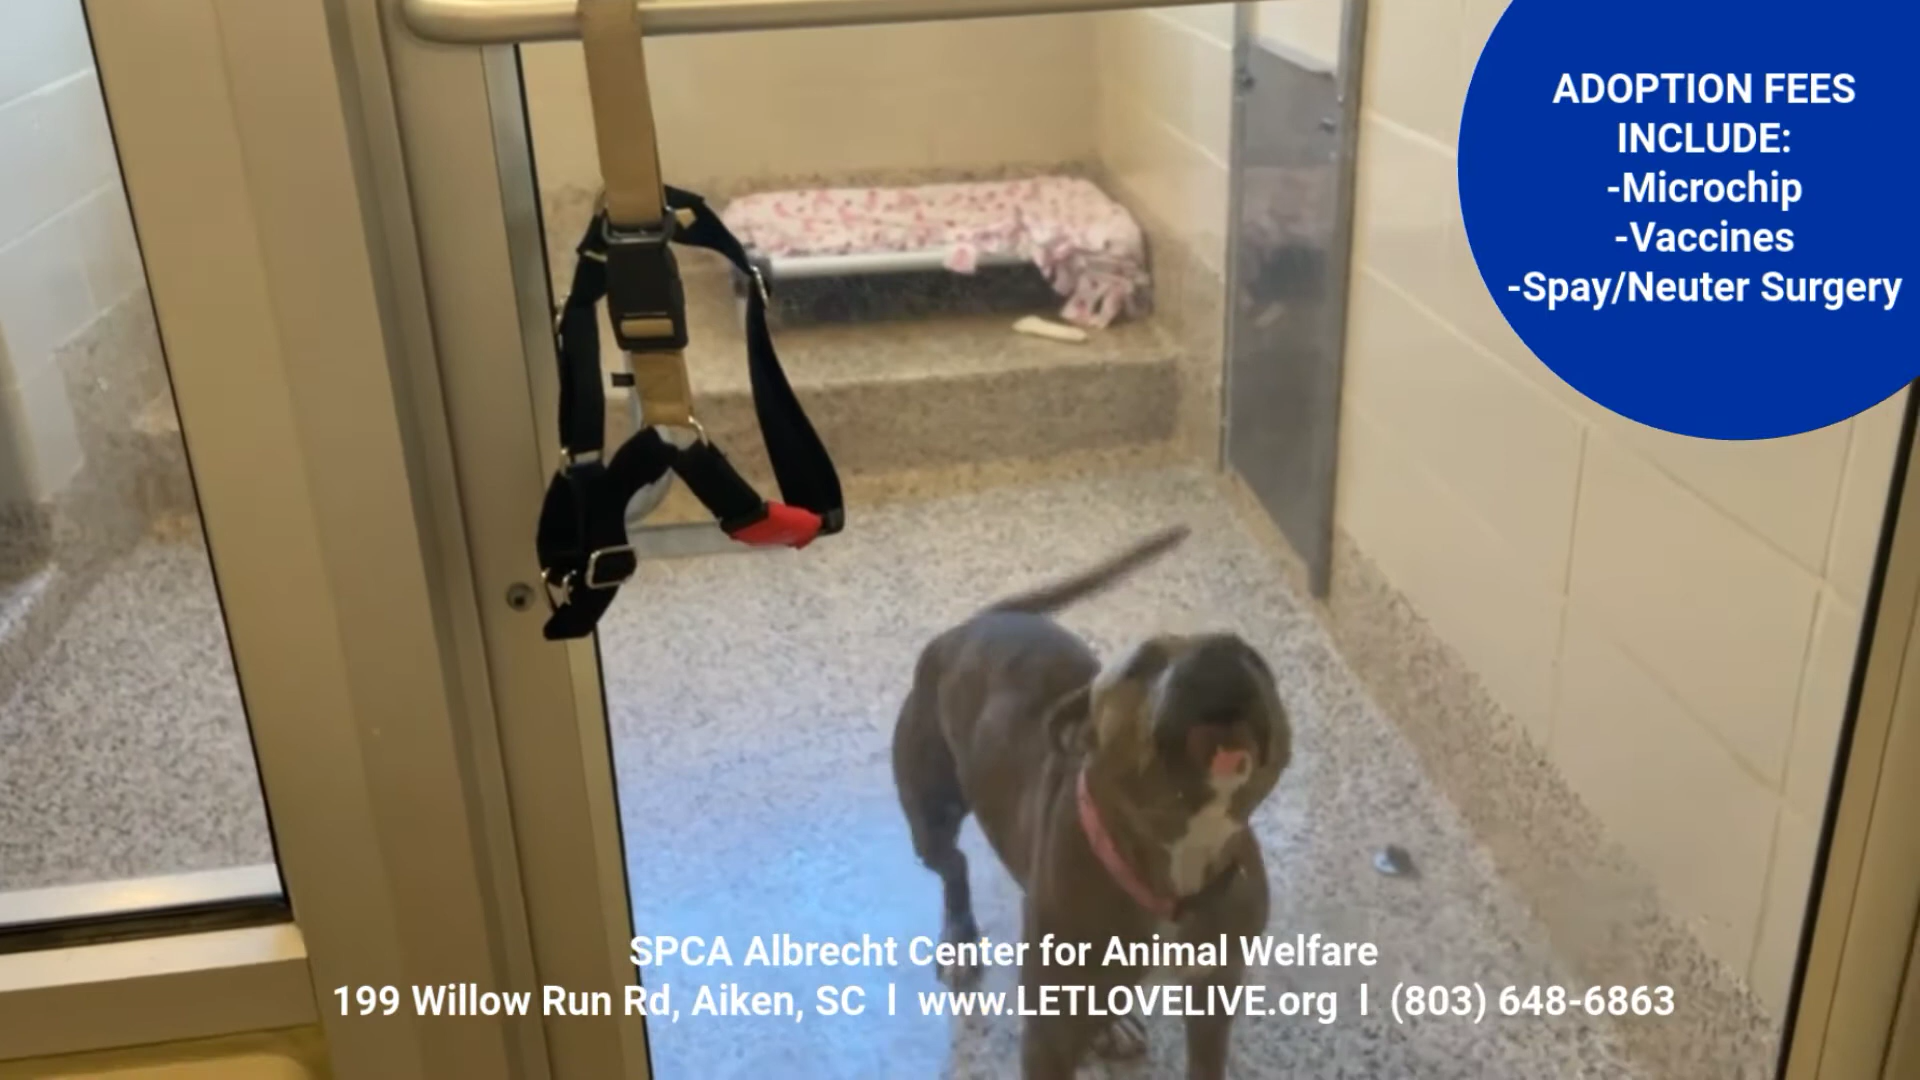 ADOPTION FEES
INCLUDE:
-Microchip
-Vaccines
-Spay/Neuter Surgery
SPCA Albrecht Center for Animal Welfare
199 Willow Run Rd, Aiken, SC | www.LETLOVELIVE.org | (803) 648-6863